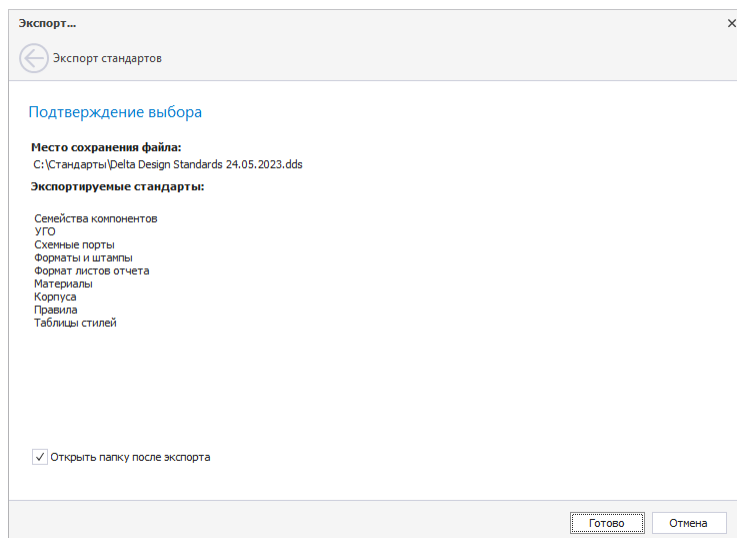 Экспорт...
Экспорт стандартов
Подтверждение выбора
Место сохранения файла:
C:\Стандарты\Delta Design Standards 24.05.2023.dds
Экспортируемые стандарты:
Семейства компонентов
УГО
Схемные порты
Форматы и штампы
Формат листов отчета
Материалы
Корпуса
Правила
Таблицы стилей
Открыть папку после экспорта
Готово
Отмена